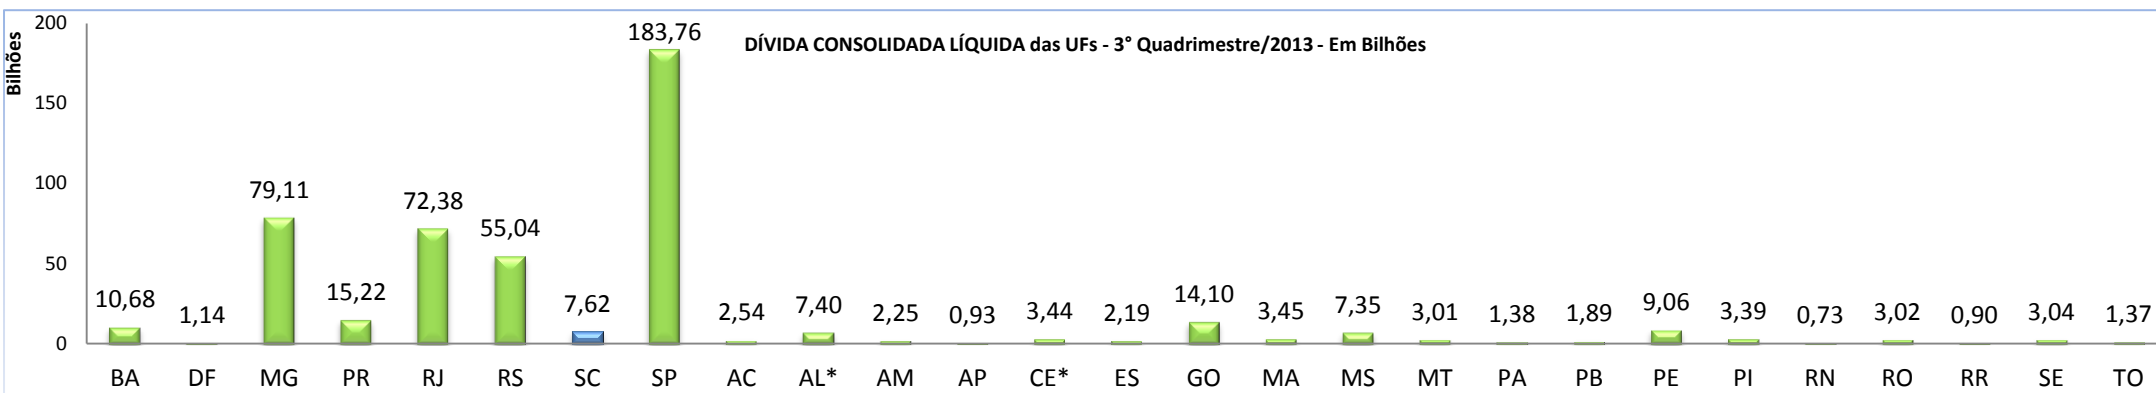 DÍVIDA CONSOLIDADA LÍQUIDA das UFs - 3° Quadrimestre/2013 - Em Bilhões
Bilhões
200
150
100
50
0
10,68 1,14 79,11 15,22 72,38 55,04 7,62 183,76 2,54 7,40 2,25 0,93 3,44 2,19 14,10 3,45 7,35 3,01 1,38 1,89 9,06 3,39 0,73 3,02 0,90 3,04 1,37
BA DF MG PR RJ RS SC SP AC AL* AM AP CE* ES GO MA MS MT PA PB PE PI RN RO RR SE TO